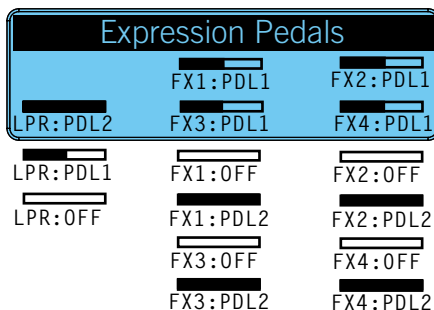 Expression Pedals
FX1:PDL1 FX2:PDL1
LPR:PDL2 FX3:PDL1 FX4:PDL1
LPR:PDL1 FX1:OFF FX2:OFF
LPR:OFF FX1:PDL2 FX2:PDL2
FX3:OFF FX4:OFF
FX3:PDL2 FX4:PDL2